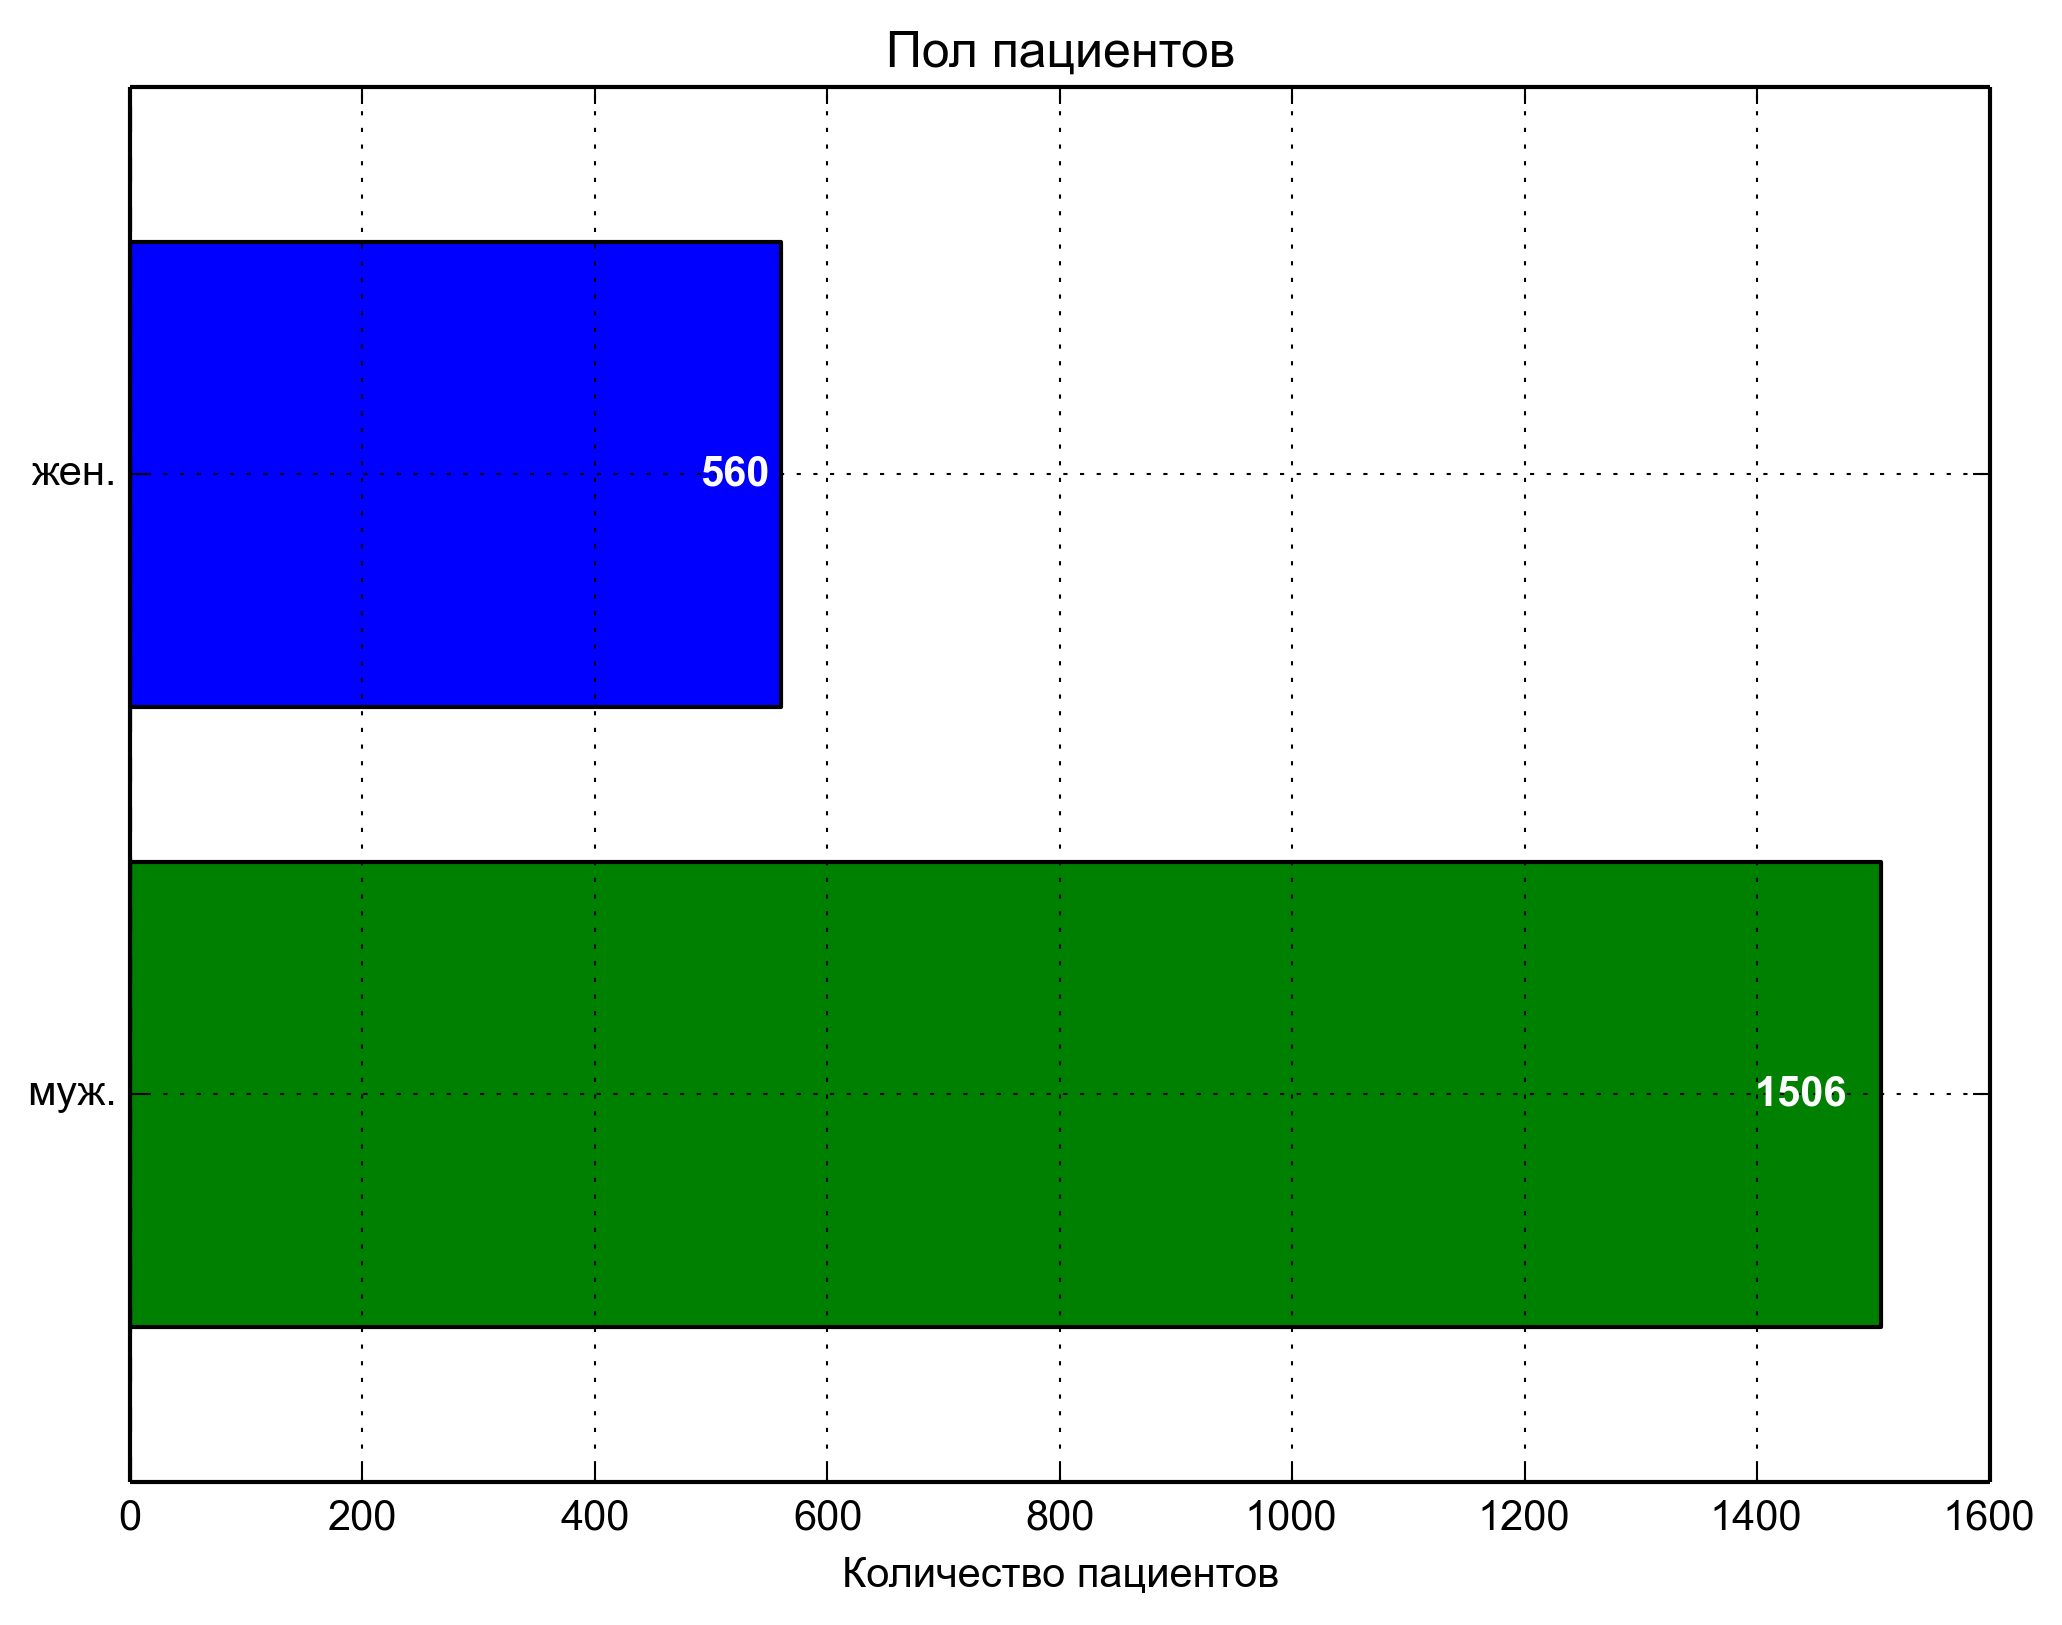 Пол пациентов
жен.
560
муж.
1506
0 200 400 600 800 1000 1200 1400 1600
Количество пациентов